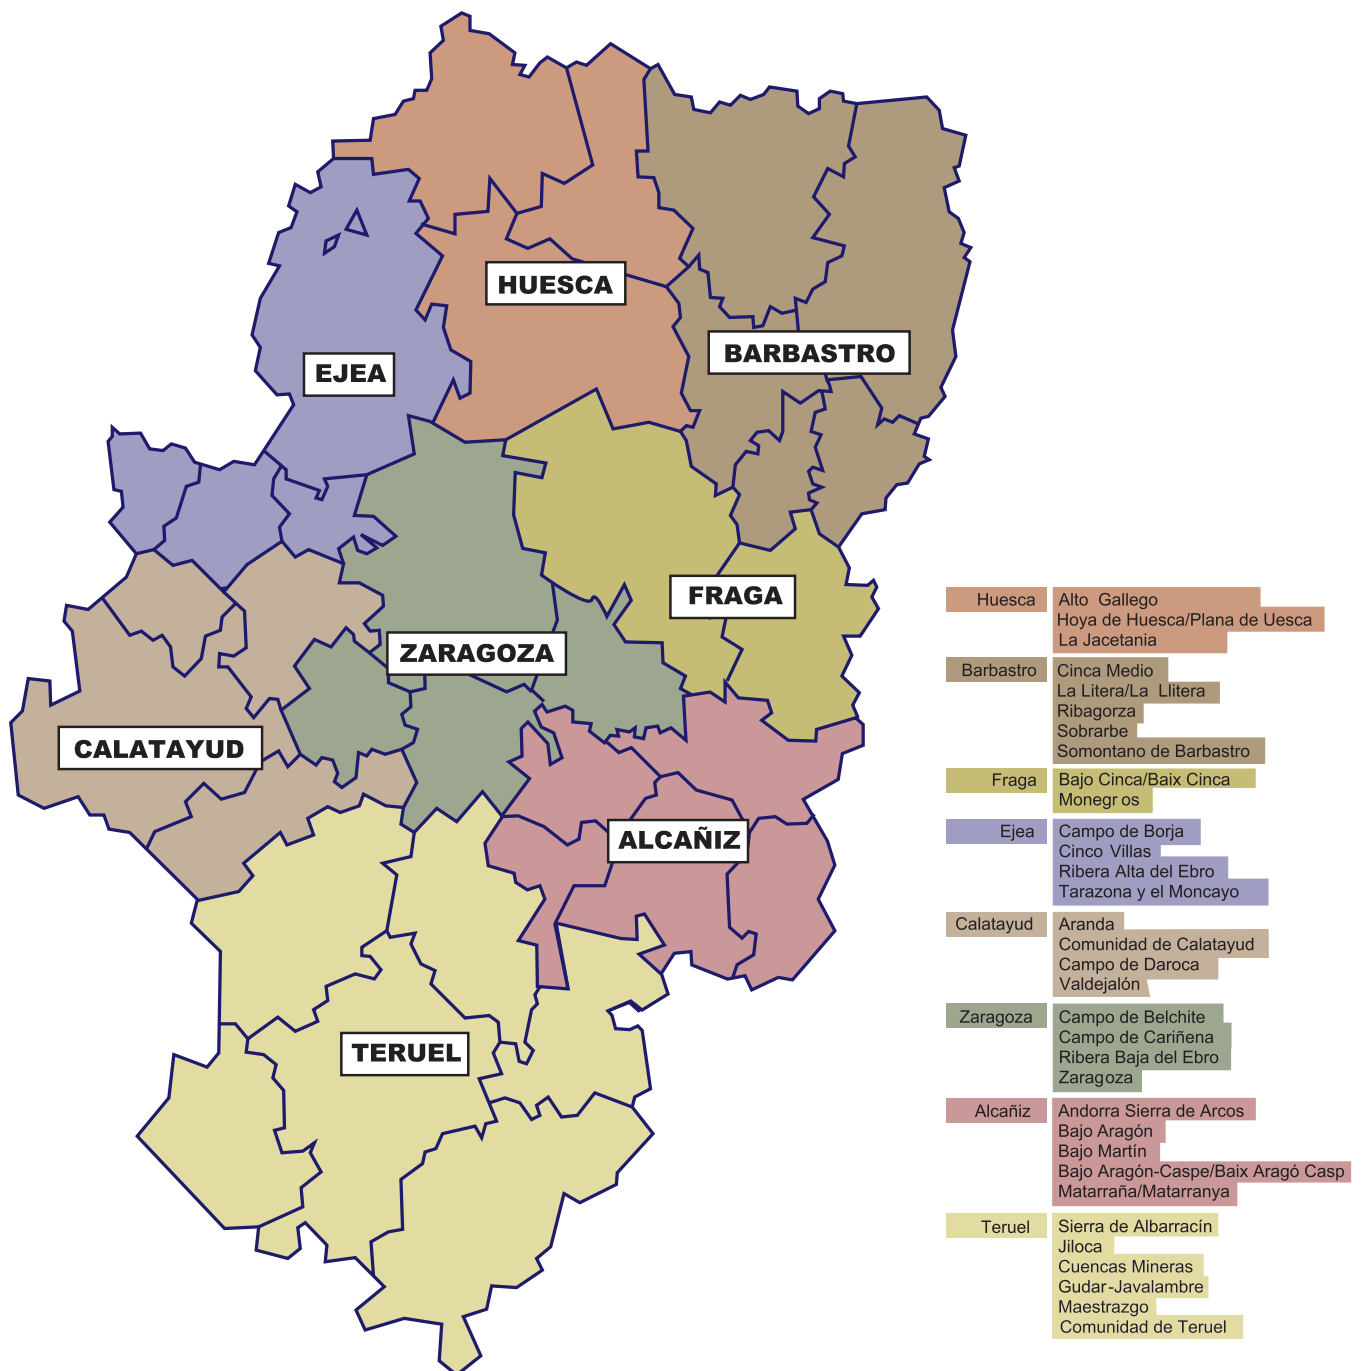 HUESCA
BARBASTRO
EJEA
FRAGA
ZARAGOZA
CALATAYUD
ALCAÑIZ
TERUEL
Huesca
Alto Gallego
Hoya de Huesca/Plana de Uesca
La Jacetania
Barbastro
Cinca Medio
La Litera/La Llitera
Ribagorza
Sobrarbe
Somontano de Barbastro
Fraga
Bajo Cinca/Baix Cinca
Monegr os
Ejea
Campo de Borja
Cinco Villas
Ribera Alta del Ebro
Tarazona y el Moncayo
Calatayud
Aranda
Comunidad de Calatayud
Campo de Daroca
Valdejalón
Zaragoza
Campo de Belchite
Campo de Cariñena
Ribera Baja del Ebro
Zaragoza
Alcañiz
Andorra Sierra de Arcos
Bajo Aragón
Bajo Martín
Bajo Aragón-Caspe/Baix Aragó Casp
Matarraña/Matarranya
Teruel
Sierra de Albarracín
Jiloca
Cuencas Mineras
Gudar-Javalambre
Maestrazgo
Comunidad de Teruel